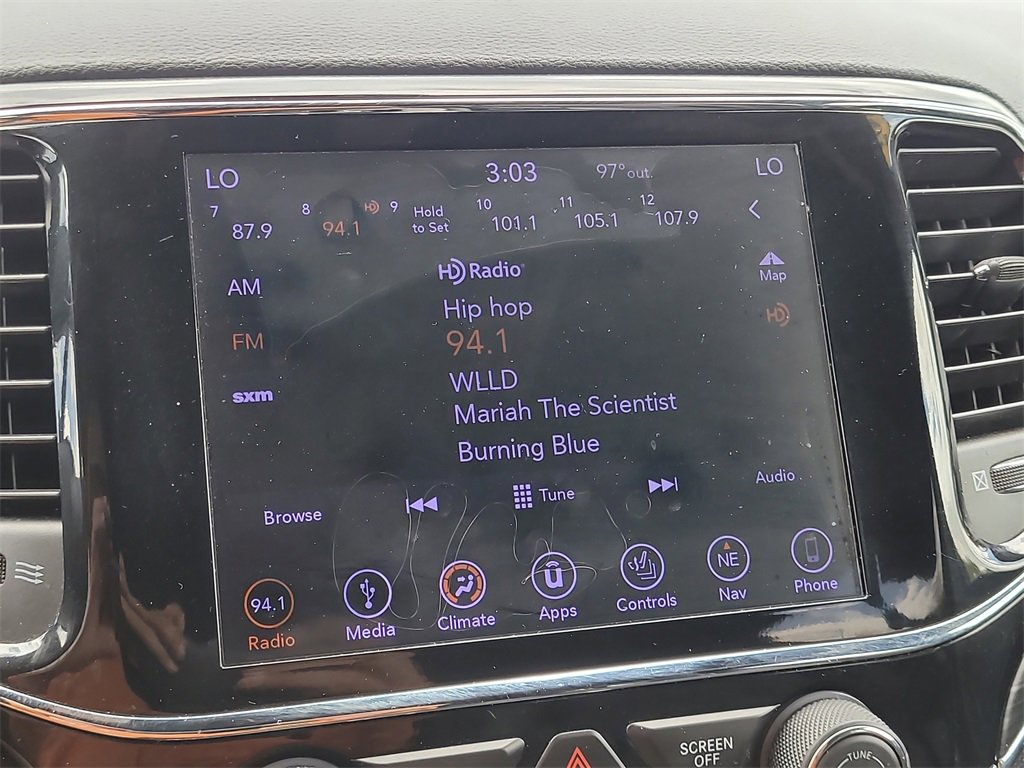 LO 3:03 97° out. LO
7 8 HD 9 10 11 12
87.9 94.1 Hold to Set 101.1 105.1 107.9
HD Radio
Map
AM
Hip hop
HD
FM
94.1
sxm
WLLD
Mariah The Scientist
Burning Blue
Browse Tune Audio
94.1 NE
Radio Media Climate Apps Controls Nav Phone
SCREEN
OFF
TUNE